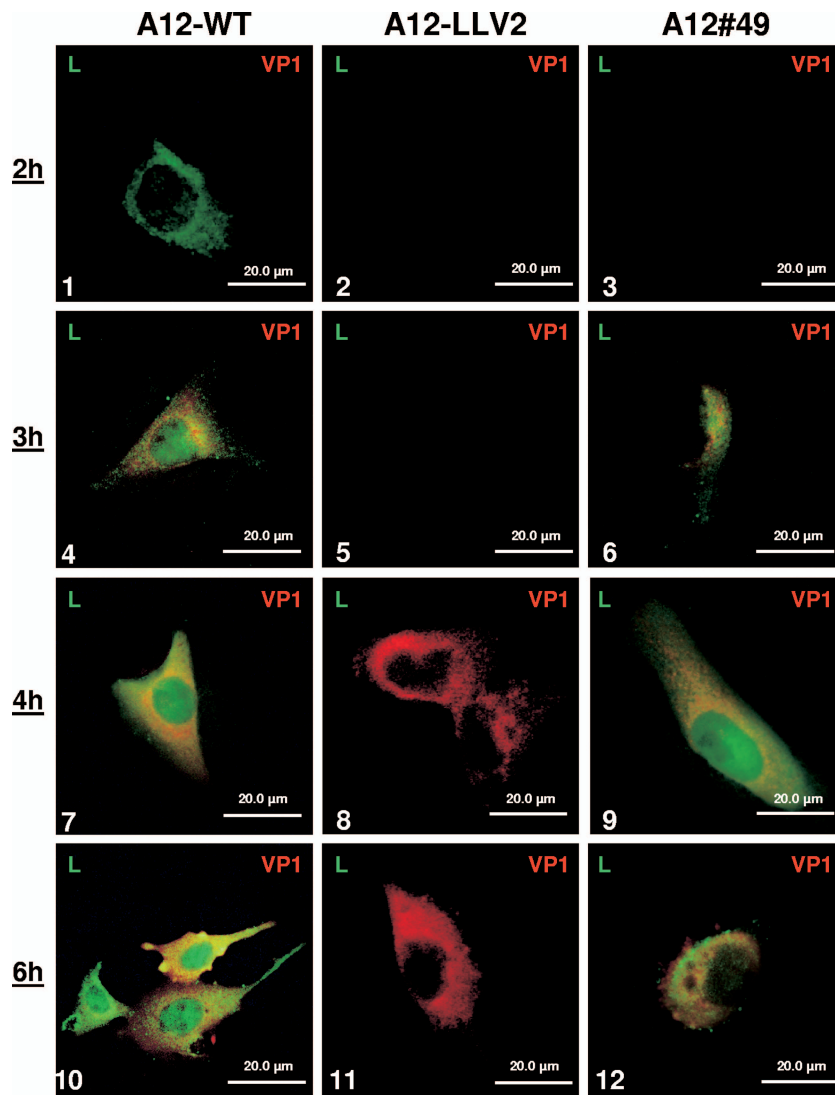 A12-WT A12-LLV2 A12#49
2h
L VP1 L VP1 L VP1
20.0 µm 20.0 µm 20.0 µm
1 2 3
3h
L VP1 L VP1 L VP1
20.0 µm 20.0 µm 20.0 µm
4 5 6
4h
L VP1 L VP1 L VP1
20.0 µm 20.0 µm 20.0 µm
7 8 9
6h
L VP1 L VP1 L VP1
20.0 µm 20.0 µm 20.0 µm
10 11 12